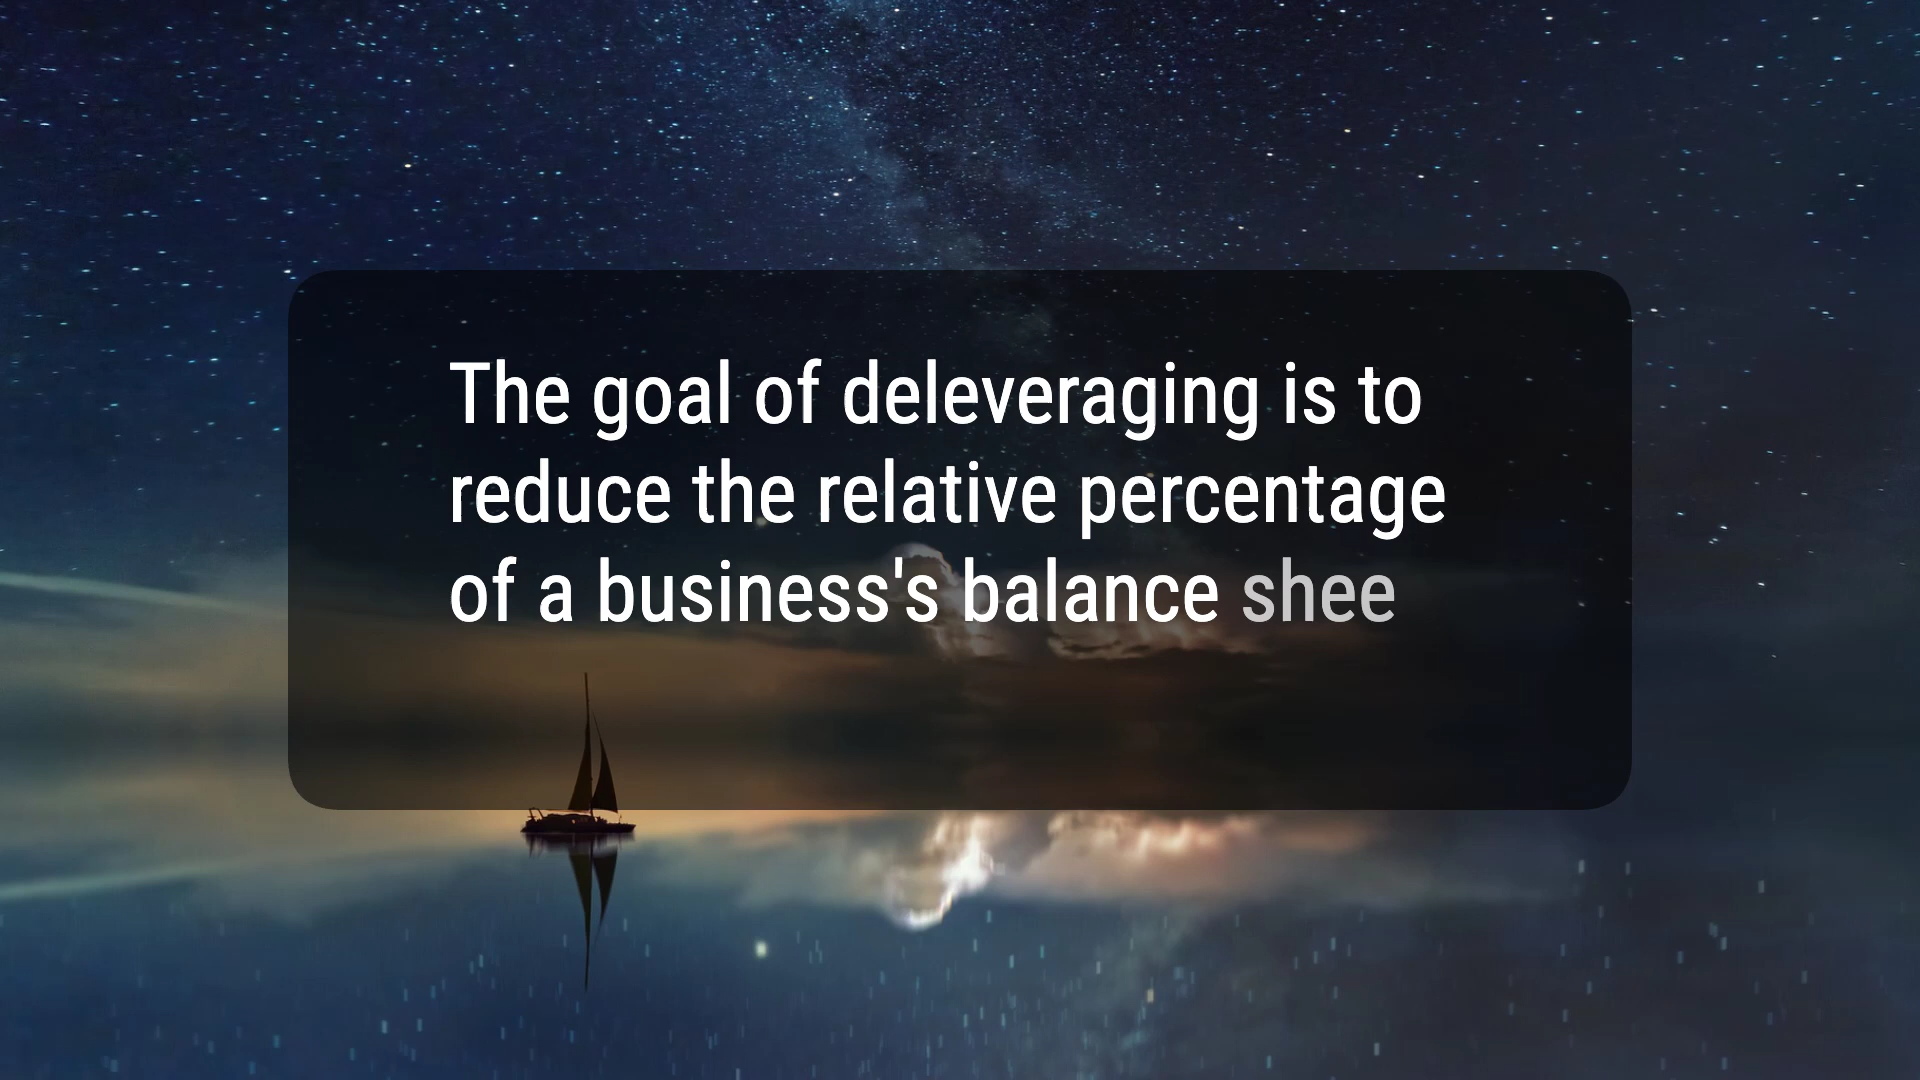 The goal of deleveraging is to
reduce the relative percentage
of a business's balance shee